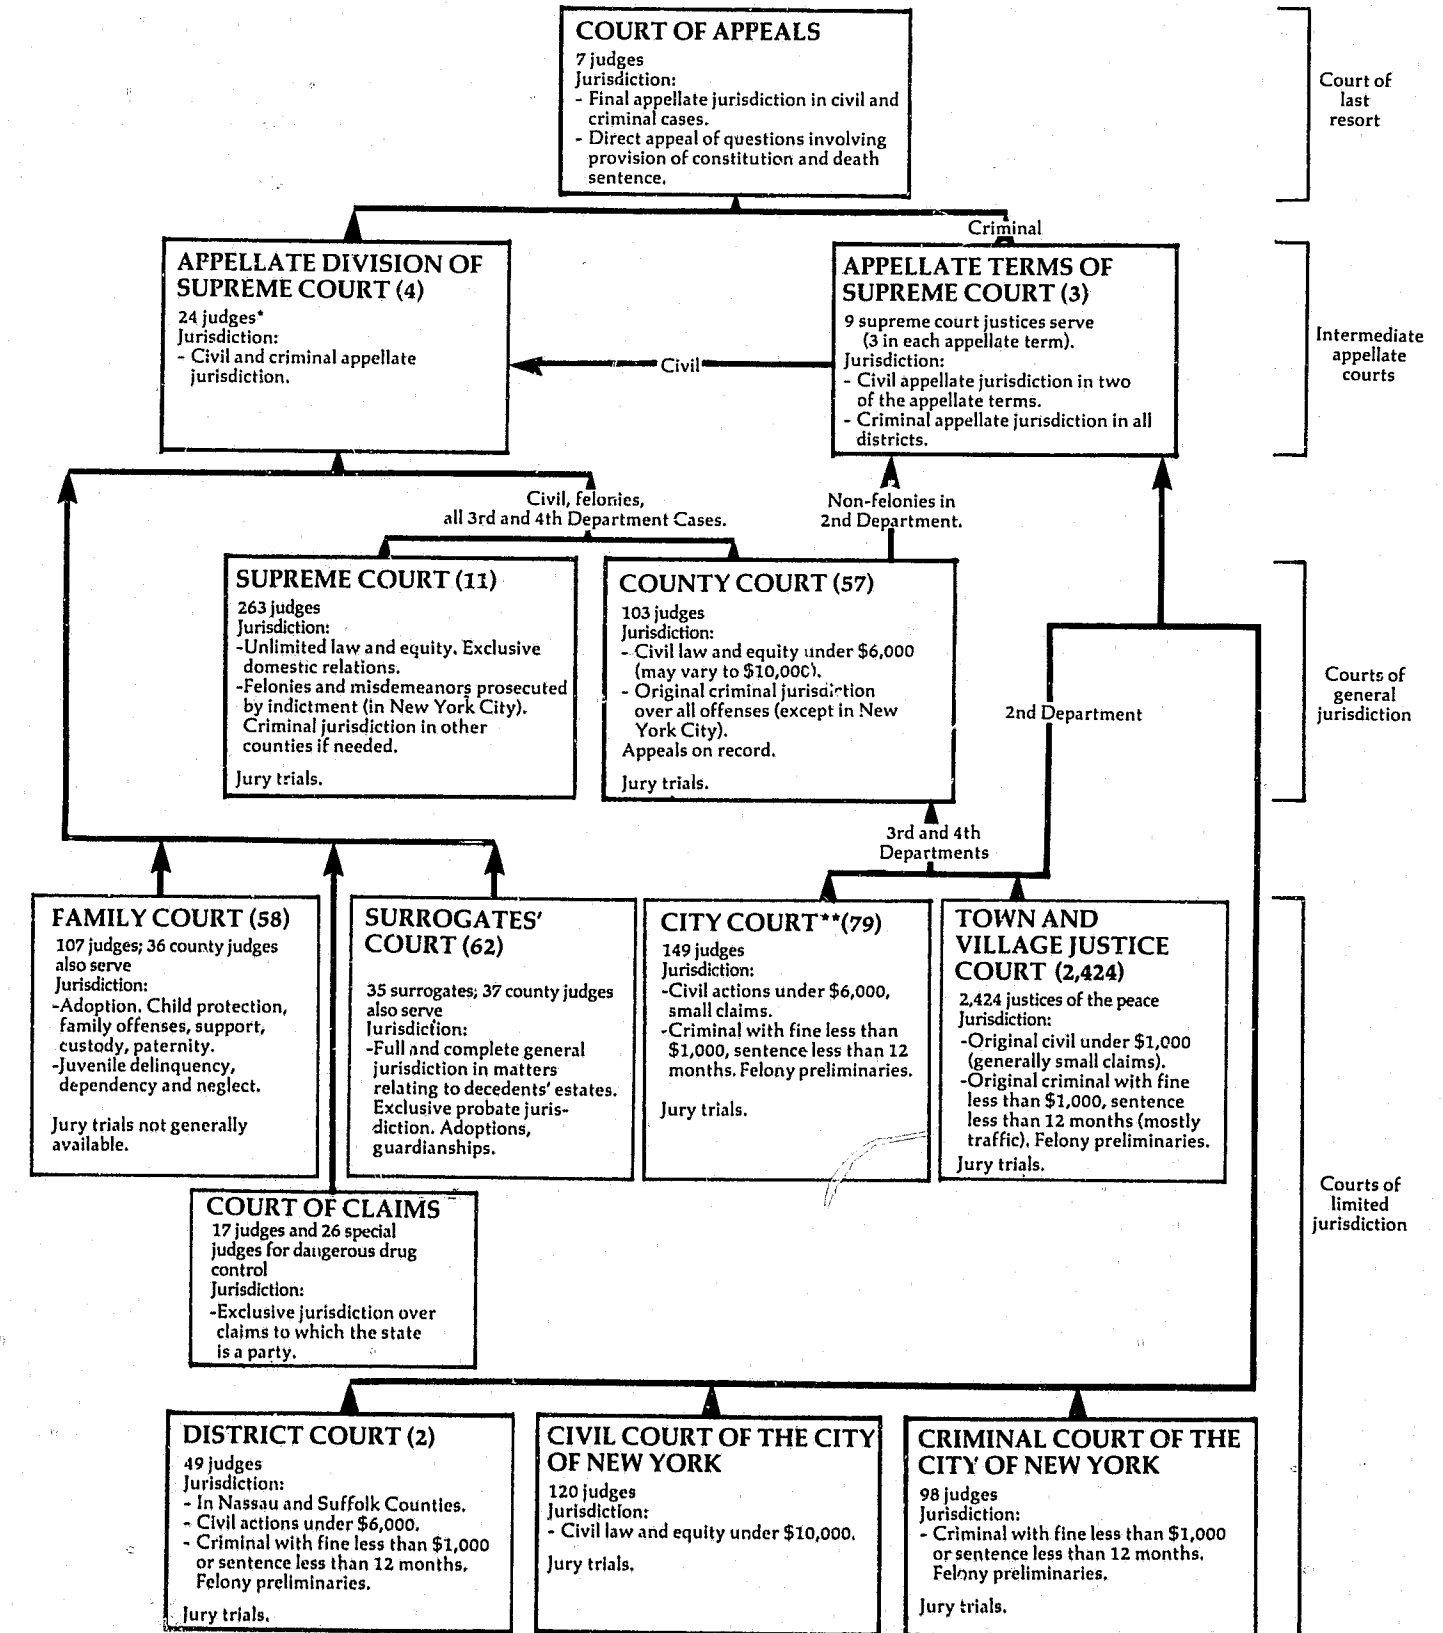 COURT OF APPEALS
7 judges
Jurisdiction:
- Final appellate jurisdiction in civil and
criminal cases.
- Direct appeal of questions involving
provision of constitution and death
sentence.
Court of
last
resort
Criminal
APPELLATE DIVISION OF
SUPREME COURT (4)
24 judges*
Jurisdiction:
- Civil and criminal appellate
jurisdiction.
Civil
APPELLATE TERMS OF
SUPREME COURT (3)
9 supreme court justices serve
(3 in each appellate term).
Jurisdiction:
- Civil appellate jurisdiction in two
of the appellate terms.
- Criminal appellate jurisdiction in all
districts.
Intermediate
appellate
courts
Civil, felonies,
all 3rd and 4th Department Cases.
Non-felonies in
2nd Department.
SUPREME COURT (11)
263 judges
Jurisdiction:
-Unlimited law and equity. Exclusive
domestic relations.
-Felonies and misdemeanors prosecuted
by indictment (in New York City).
Criminal jurisdiction in other
counties if needed.
Jury trials.
COUNTY COURT (57)
103 judges
Jurisdiction:
- Civil law and equity under $6,000
(may vary to $10,000).
- Original criminal jurisdiction
over all offenses (except in New
York City).
Appeals on record.
Jury trials.
2nd Department
Courts of
general
jurisdiction
3rd and 4th
Departments
FAMILY COURT (58)
107 judges; 36 county judges
also serve
Jurisdiction:
-Adoption. Child protection,
family offenses, support,
custody, paternity.
-Juvenile delinquency,
dependency and neglect.
Jury trials not generally
available.
SURROGATES'
COURT (62)
35 surrogates; 37 county judges
also serve
Jurisdiction:
-Full and complete general
jurisdiction in matters
relating to decedents' estates.
Exclusive probate juris-
diction. Adoptions,
guardianships.
CITY COURT**(79)
149 judges
Jurisdiction:
-Civil actions under $6,000,
small claims.
-Criminal with fine less than
$1,000, sentence less than 12
months. Felony preliminaries.
Jury trials.
TOWN AND
VILLAGE JUSTICE
COURT (2,424)
2,424 justices of the peace
Jurisdiction:
-Original civil under $1,000
(generally small claims).
-Original criminal with fine
less than $1,000, sentence
less than 12 months (mostly
traffic). Felony preliminaries.
Jury trials.
COURT OF CLAIMS
17 judges and 26 special
judges for dangerous drug
control
Jurisdiction:
-Exclusive jurisdiction over
claims to which the state
is a party.
Courts of
limited
jurisdiction
DISTRICT COURT (2)
49 judges
Jurisdiction:
- In Nassau and Suffolk Counties.
- Civil actions under $6,000.
- Criminal with fine less than $1,000
or sentence less than 12 months.
Felony preliminaries.
Jury trials.
CIVIL COURT OF THE CITY
OF NEW YORK
120 judges
Jurisdiction:
- Civil law and equity under $10,000.
Jury trials.
CRIMINAL COURT OF THE
CITY OF NEW YORK
98 judges
Jurisdiction:
- Criminal with fine less than $1,000
or sentence less than 12 months.
Felony preliminaries.
Jury trials.